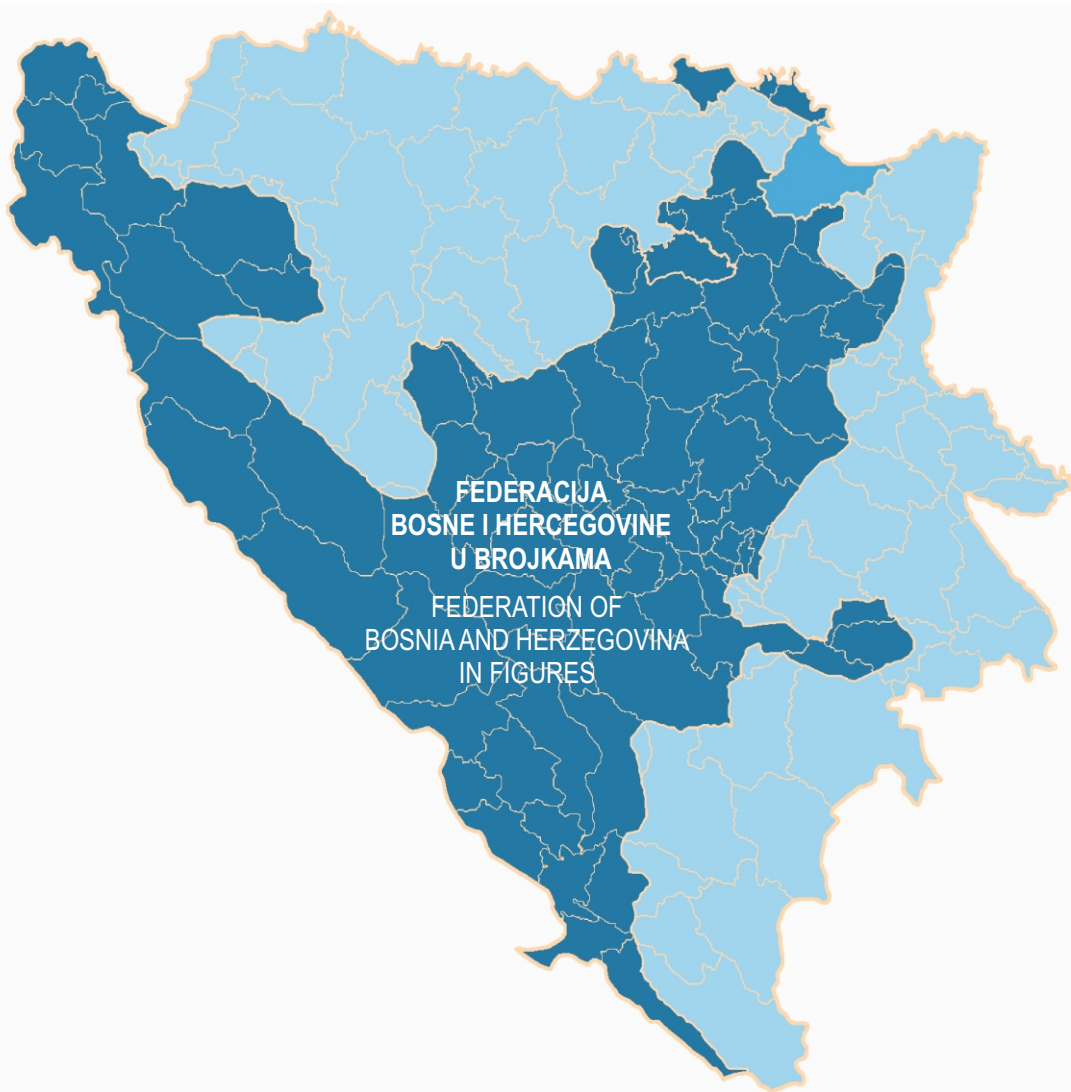 FEDERACIJA
BOSNE I HERCEGOVINE
U BROJKAMA
FEDERATION OF
BOSNIA AND HERZEGOVINA
IN FIGURES